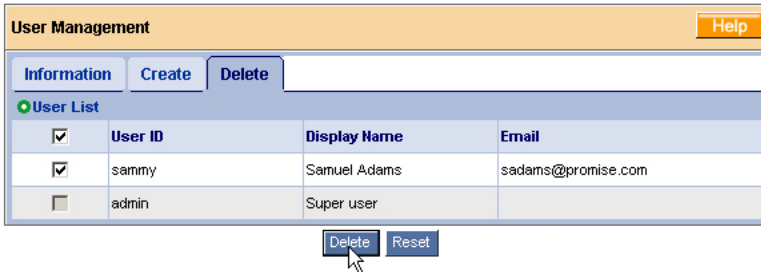 User Management Help
Information Create Delete
User List
User ID Display Name Email
sammy Samuel Adams sadams@promise.com
admin Super user
Delete Reset